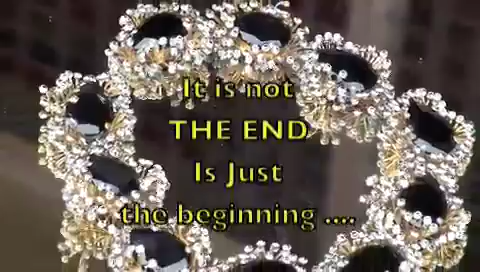 It is not
THE END
Is Just
the beginning ....